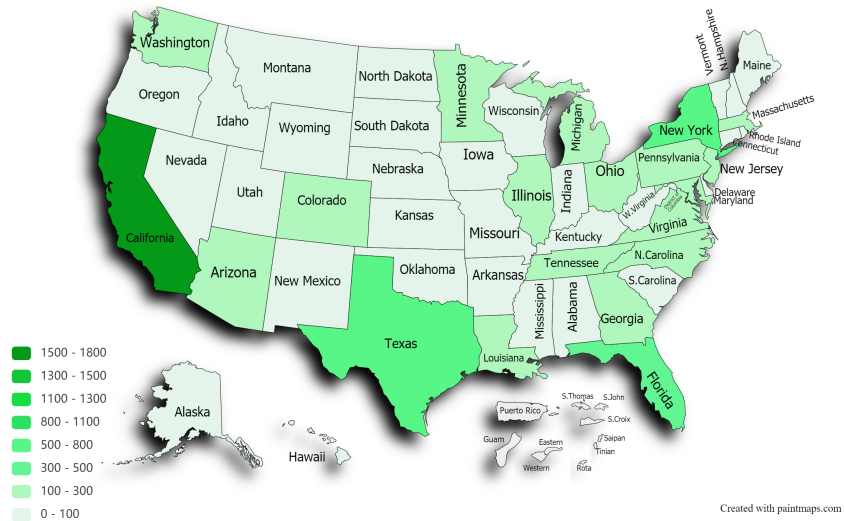 Washington
Oregon
California
Nevada
Idaho
Montana
Wyoming
Utah
Arizona
Colorado
New Mexico
North Dakota
South Dakota
Nebraska
Kansas
Oklahoma
Texas
Minnesota
Iowa
Missouri
Arkansas
Louisiana
Wisconsin
Illinois
Michigan
Indiana
Ohio
Kentucky
Tennessee
Mississippi
Alabama
Georgia
Florida
S.Carolina
N.Carolina
Virginia
W.Virginia
District of
Columbia
Pennsylvania
New York
Vermont
N.Hampshire
Maine
Massachusetts
Rhode Island
Connecticut
New Jersey
Delaware
Maryland
Alaska
Hawaii
Puerto Rico
S.Thomas
S.John
S.Croix
Guam
Eastern
Western
Saipan
Tinian
Rota
1500 - 1800
1300 - 1500
1100 - 1300
800 - 1100
500 - 800
300 - 500
100 - 300
0 - 100
Created with paintmaps.com